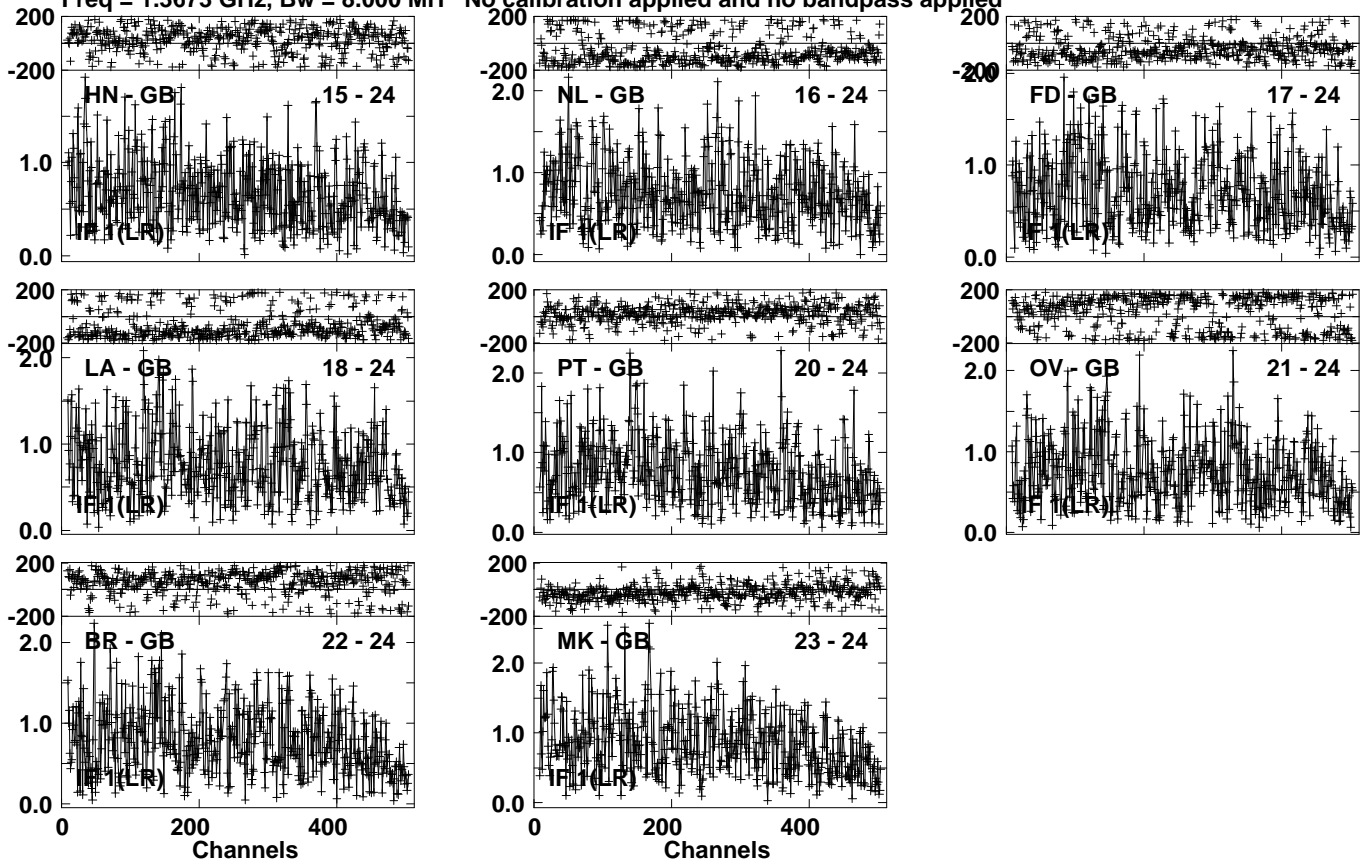 Freq = 1.3675 GHz, Bw = 8.000 MH No calibration applied and no bandpass applied
200
-200
HN - GB 15 - 24
1.0
IF 1(LR)
0.0
-200
2.0
NL - GB 16 - 24
1.0
IF 1(LR)
0.0
-200
2.0
FD - GB 17 - 24
1.0
IF 1(LR)
0.0
200
-200
2.0
LA - GB 18 - 24
1.0
IF 1(LR)
0.0
200
-200
2.0
PT - GB 20 - 24
1.0
IF 1(LR)
0.0
200
-200
2.0
OV - GB 21 - 24
1.0
IF 1(LR)
0.0
200
-200
2.0
BR - GB 22 - 24
1.0
IF 1(LR)
0.0
0 200 400
Channels
200
-200
2.0
MK - GB 23 - 24
1.0
IF 1(LR)
0.0
0 200 400
Channels